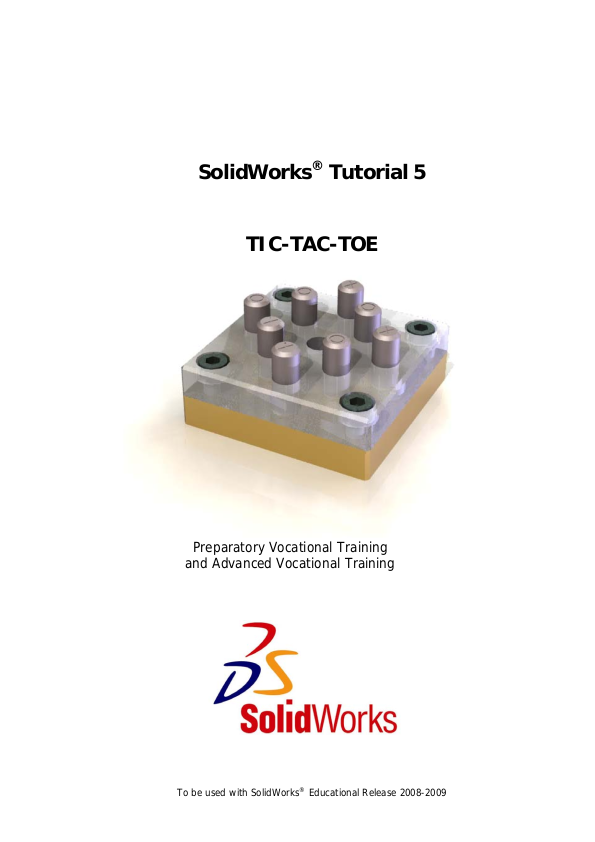 SolidWorks® Tutorial 5
TIC-TAC-TOE
Preparatory Vocational Training
and Advanced Vocational Training
SolidWorks
To be used with SolidWorks® Educational Release 2008-2009